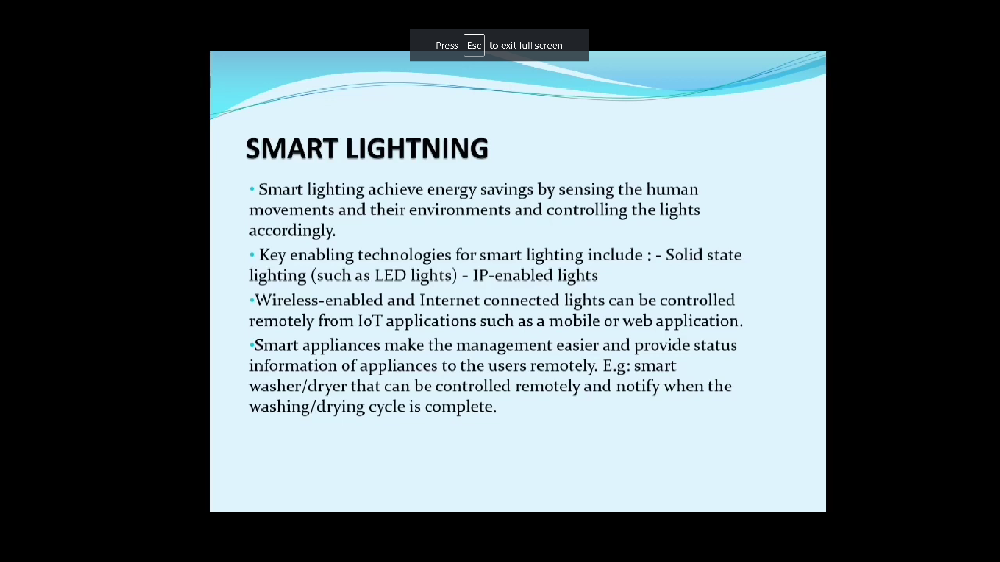 Press Esc to exit full screen
SMART LIGHTNING
• Smart lighting achieve energy savings by sensing the human
movements and their environments and controlling the lights
accordingly.
• Key enabling technologies for smart lighting include : - Solid state
lighting (such as LED lights) - IP-enabled lights
•Wireless-enabled and Internet connected lights can be controlled
remotely from IoT applications such as a mobile or web application.
•Smart appliances make the management easier and provide status
information of appliances to the users remotely. E.g: smart
washer/dryer that can be controlled remotely and notify when the
washing/drying cycle is complete.